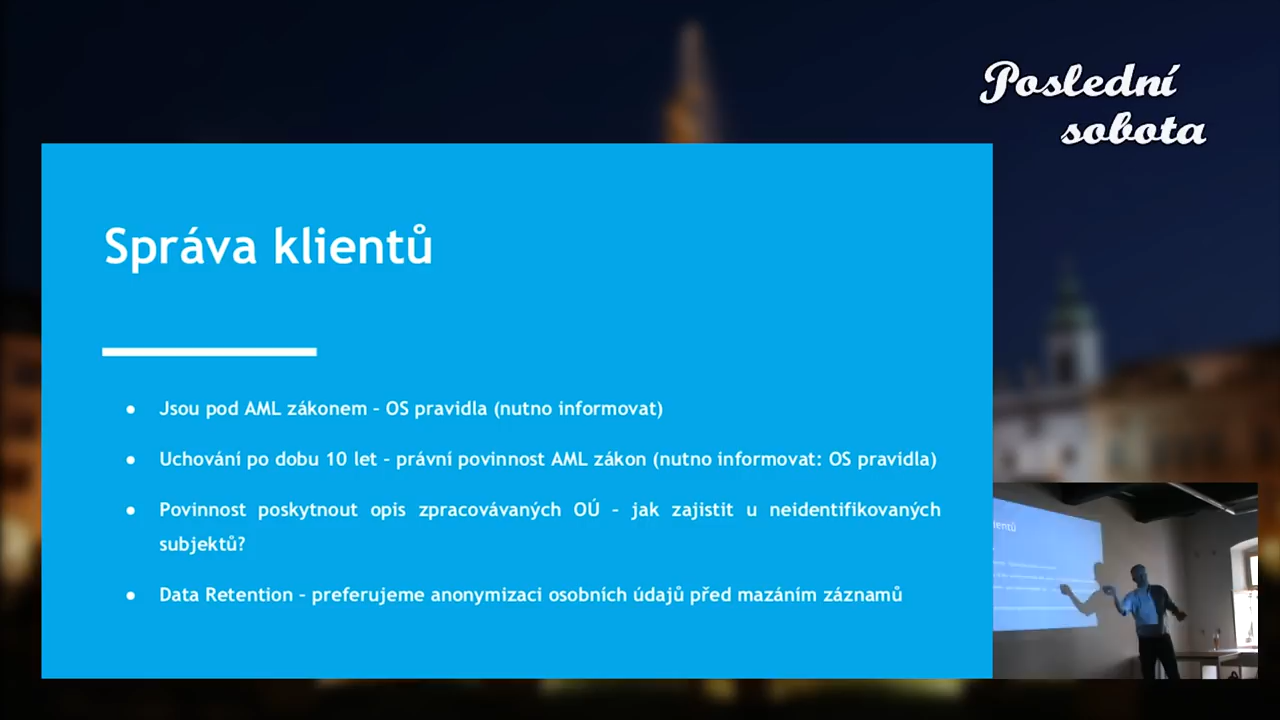 Poslední
sobota
Správa klientů
● Jsou pod AML zákonem – OS pravidla (nutno informovat)
● Uchování po dobu 10 let – právní povinnost AML zákon (nutno informovat: OS pravidla)
● Povinnost poskytnout opis zpracovávaných OÚ – jak zajistit u neidentifikovaných
subjektů?
● Data Retention – preferujeme anonymizaci osobních údajů před mazáním záznamů